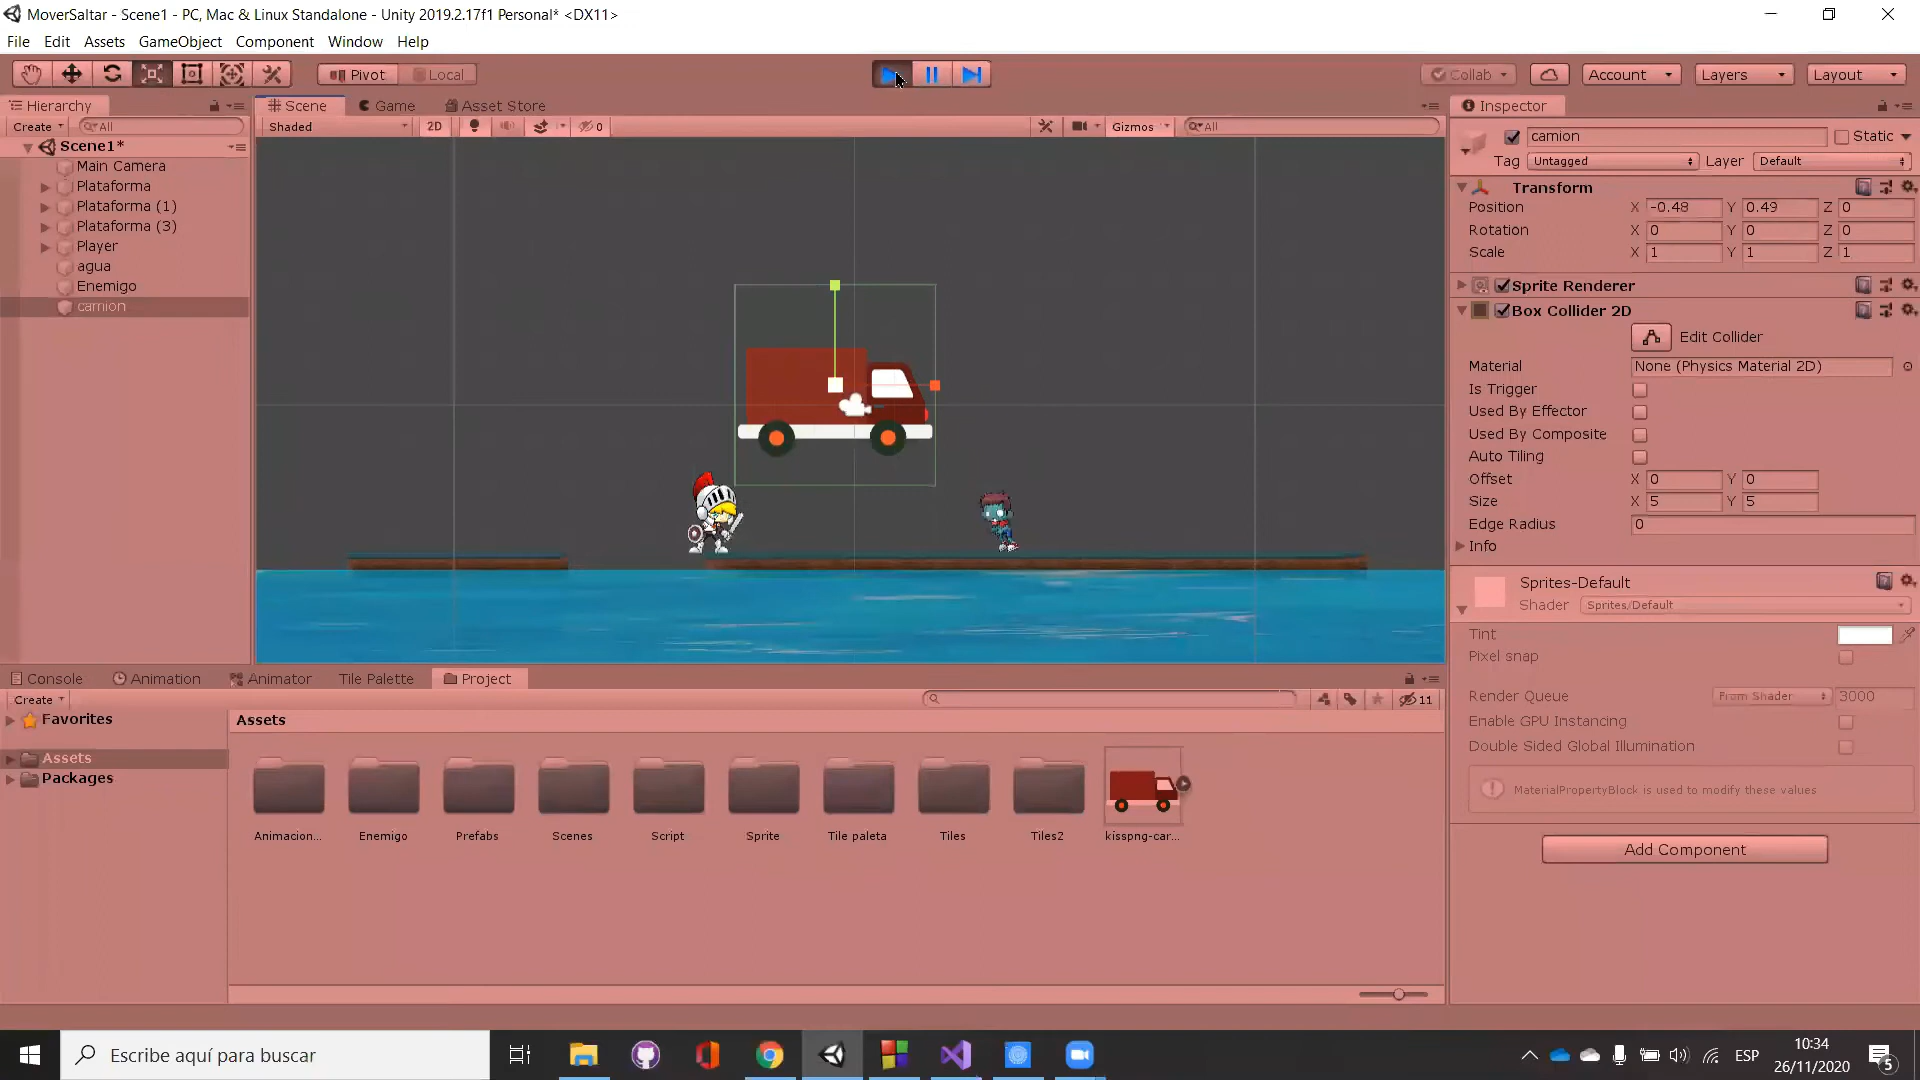 MoverSaltar - Scene1 - PC, Mac & Linux Standalone - Unity 2019.2.17f1 Personal* <DX11>
File Edit Assets GameObject Component Window Help
Pivot Local Collab Account Layers Layout
Hierarchy
Create All
Scene1*
Main Camera
Plataforma
Plataforma (1)
Plataforma (3)
Player
agua
Enemigo
camion
Scene Game Asset Store
Shaded 2D 0 Gizmos All
Inspector
camion Static
Tag Untagged Layer Default
Transform
Position X -0.48 Y 0.49 Z 0
Rotation X 0 Y 0 Z 0
Scale X 1 Y 1 Z 1
Sprite Renderer
Box Collider 2D
Edit Collider
Material None (Physics Material 2D)
Is Trigger
Used By Effector
Used By Composite
Auto Tiling
Offset X 0 Y 0
Size X 5 Y 5
Edge Radius 0
Info
Sprites-Default
Shader Sprites/Default
Tint
Pixel snap
Render Queue From Shader 3000
Enable GPU Instancing
Double Sided Global Illumination
MaterialPropertyBlock is used to modify these values
Add Component
Console Animation Animator Tile Palette Project
Create 11
Favorites
Assets
Packages
Assets
Animacion... Enemigo Prefabs Scenes Script Sprite Tile paleta Tiles Tiles2 kisspng-car...
Escribe aquí para buscar
ESP
10:34
26/11/2020
5